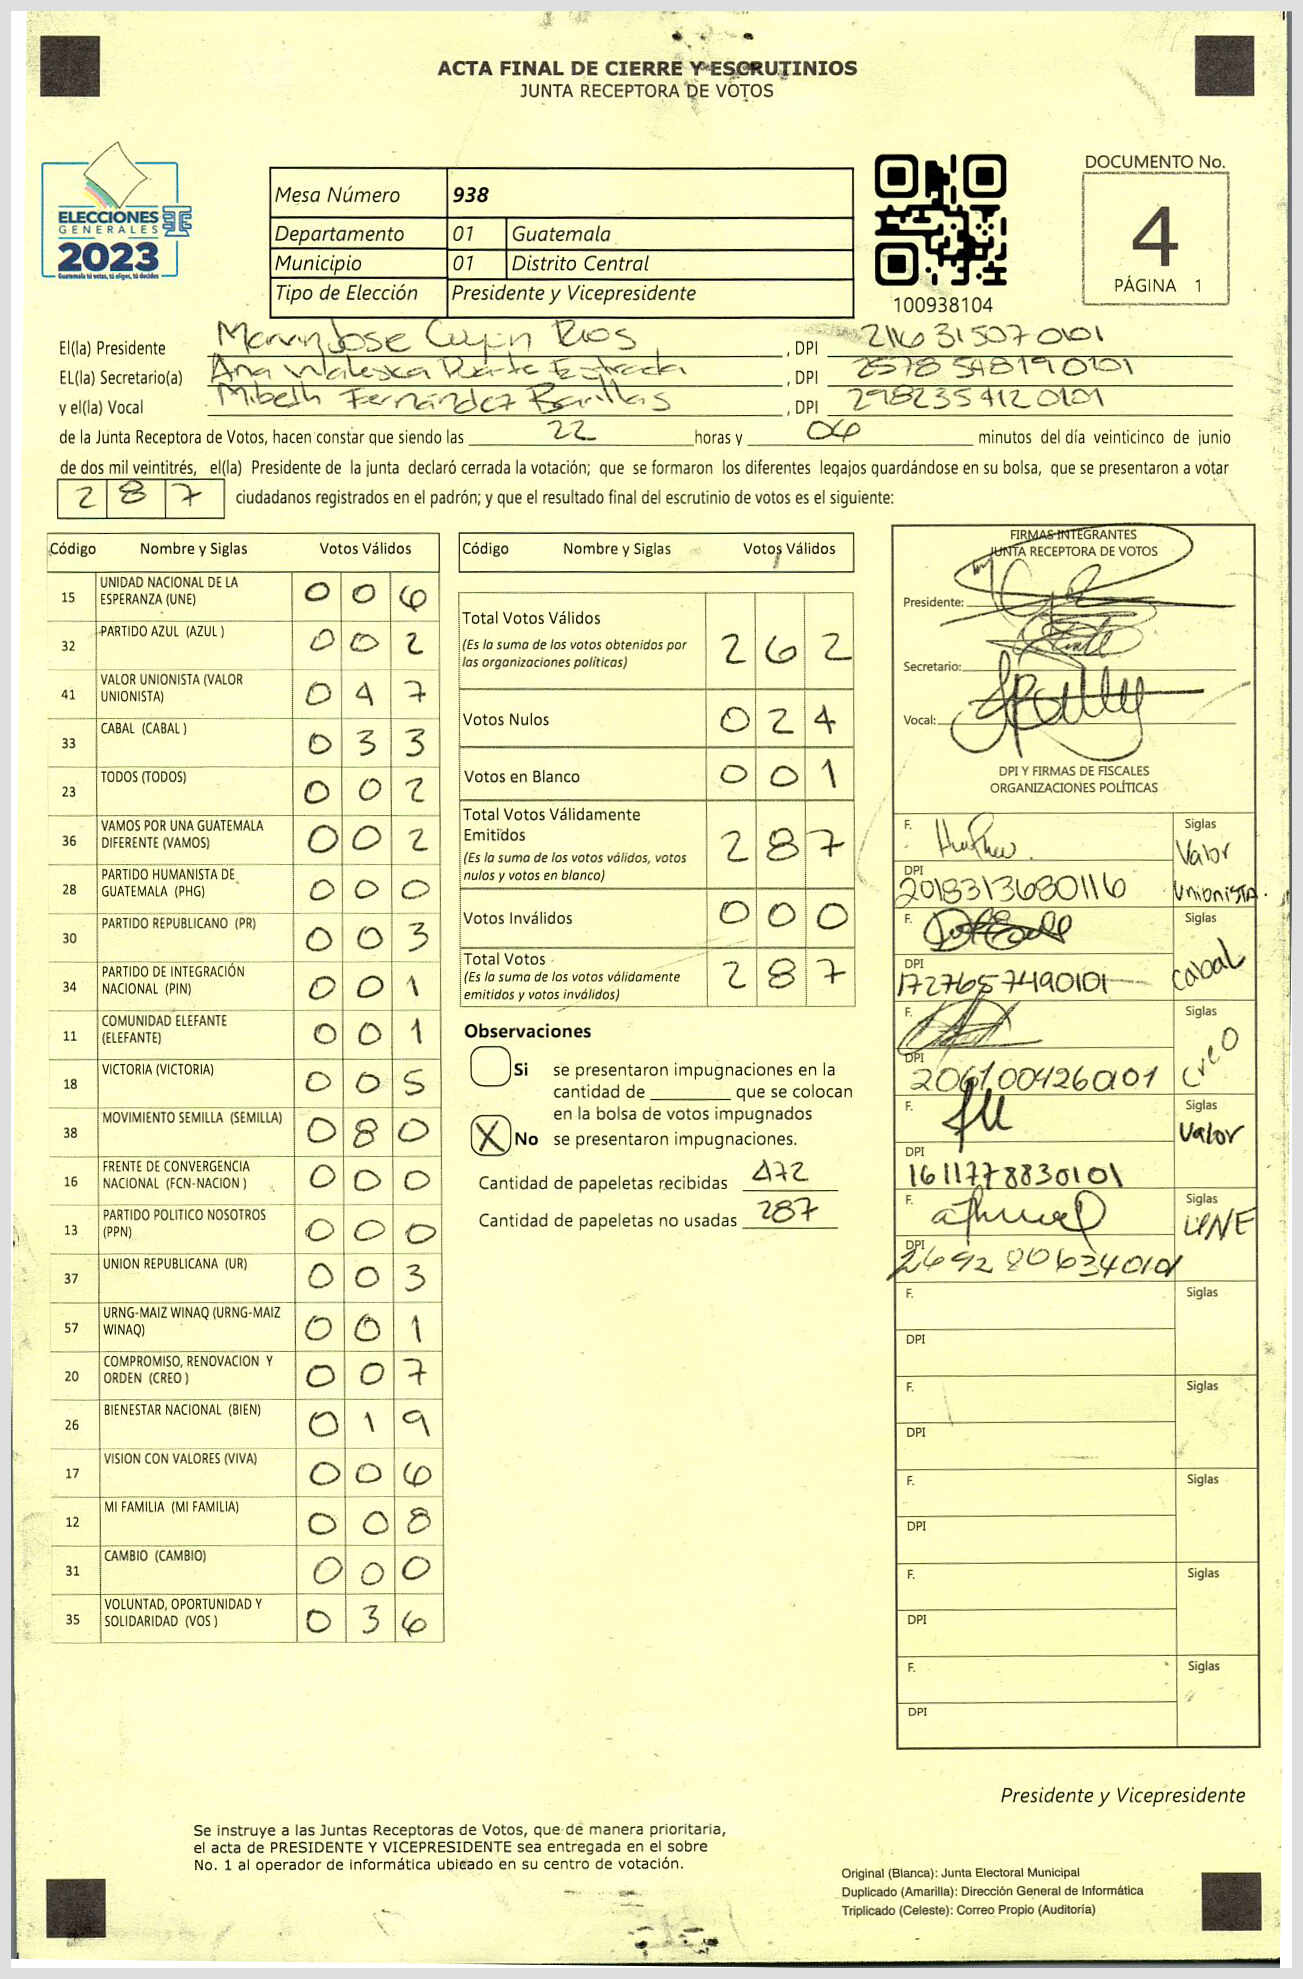 ACTA FINAL DE CIERRE Y ESCRUTINIOS
JUNTA RECEPTORA DE VOTOS
ELECCIONES
GENERALES
2023
Guatemala tú votas, tú eliges, tú decides
Mesa Número 938
Departamento 01 Guatemala
Municipio 01 Distrito Central
Tipo de Elección Presidente y Vicepresidente
100938104
DOCUMENTO No.
4
PÁGINA 1
El(la) Presidente Marvin Jose Cuyun Rios, DPI 2116315070101
EL(la) Secretario(a) Ana Waleska Duarte Estrada, DPI 2578548190101
y el(la) Vocal Mibeth Fernández Barillas, DPI 2982354120101
de la Junta Receptora de Votos, hacen constar que siendo las 22 horas y 06 minutos del día veinticinco de junio
de dos mil veintitrés, el(la) Presidente de la junta declaró cerrada la votación; que se formaron los diferentes legajos guardándose en su bolsa, que se presentaron a votar
287 ciudadanos registrados en el padrón; y que el resultado final del escrutinio de votos es el siguiente:
Código Nombre y Siglas Votos Válidos
15 UNIDAD NACIONAL DE LA ESPERANZA (UNE) 0 0 6
32 PARTIDO AZUL (AZUL ) 0 0 2
41 VALOR UNIONISTA (VALOR UNIONISTA) 0 4 7
33 CABAL (CABAL ) 0 3 3
23 TODOS (TODOS) 0 0 2
36 VAMOS POR UNA GUATEMALA DIFERENTE (VAMOS) 0 0 2
28 PARTIDO HUMANISTA DE GUATEMALA (PHG) 0 0 0
30 PARTIDO REPUBLICANO (PR) 0 0 3
34 PARTIDO DE INTEGRACIÓN NACIONAL (PIN) 0 0 1
11 COMUNIDAD ELEFANTE (ELEFANTE) 0 0 1
18 VICTORIA (VICTORIA) 0 0 5
38 MOVIMIENTO SEMILLA (SEMILLA) 0 8 0
16 FRENTE DE CONVERGENCIA NACIONAL (FCN-NACION ) 0 0 0
13 PARTIDO POLITICO NOSOTROS (PPN) 0 0 0
37 UNION REPUBLICANA (UR) 0 0 3
57 URNG-MAIZ WINAQ (URNG-MAIZ WINAQ) 0 0 1
20 COMPROMISO, RENOVACION Y ORDEN (CREO ) 0 0 7
26 BIENESTAR NACIONAL (BIEN) 0 1 9
17 VISION CON VALORES (VIVA) 0 0 6
12 MI FAMILIA (MI FAMILIA) 0 0 8
31 CAMBIO (CAMBIO) 0 0 0
35 VOLUNTAD, OPORTUNIDAD Y SOLIDARIDAD (VOS ) 0 3 6
Código Nombre y Siglas Votos Válidos
Total Votos Válidos 2 6 2
(Es la suma de los votos obtenidos por
las organizaciones políticas)
Votos Nulos 0 2 4
Votos en Blanco 0 0 1
Total Votos Válidamente
Emitidos 2 8 7
(Es la suma de los votos válidos, votos
nulos y votos en blanco)
Votos Inválidos 0 0 0
Total Votos 2 8 7
(Es la suma de los votos válidamente
emitidos y votos inválidos)
Observaciones
Si se presentaron impugnaciones en la
cantidad de ________ que se colocan
en la bolsa de votos impugnados
X No se presentaron impugnaciones.
Cantidad de papeletas recibidas 472
Cantidad de papeletas no usadas 287
FIRMAS INTEGRANTES
JUNTA RECEPTORA DE VOTOS
Presidente:
Secretario:
Vocal:
DPI Y FIRMAS DE FISCALES
ORGANIZACIONES POLÍTICAS
F. Siglas Valor Unionista.
DPI 2018313680116
F. Siglas Cabal
DPI 1727657490101
F. Siglas Creo
DPI
F. Siglas Valor
DPI 1611778830101
F. Siglas UNE
DPI 2692806340101
F. Siglas
DPI
F. Siglas
DPI
F. Siglas
DPI
F. Siglas
DPI
F. Siglas
DPI
Presidente y Vicepresidente
Se instruye a las Juntas Receptoras de Votos, que de manera prioritaria,
el acta de PRESIDENTE Y VICEPRESIDENTE sea entregada en el sobre
No. 1 al operador de informática ubicado en su centro de votación.
Original (Blanca): Junta Electoral Municipal
Duplicado (Amarilla): Dirección General de Informática
Triplicado (Celeste): Correo Propio (Auditoría)